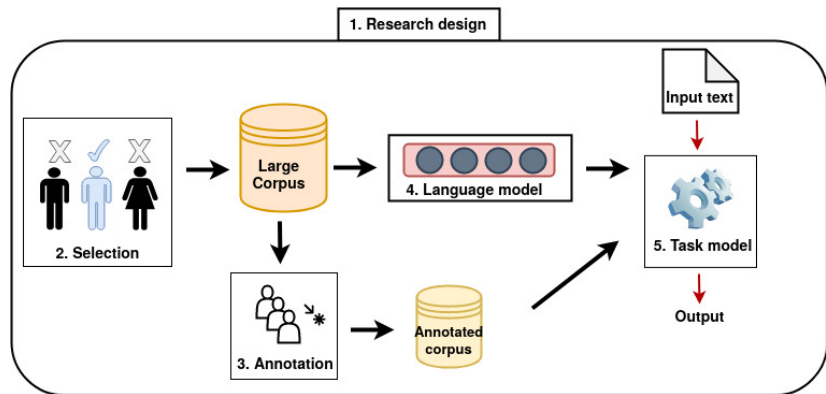 1. Research design
Input text
Large
Corpus
4. Language model
2. Selection
5. Task model
3. Annotation
Annotated
corpus
Output